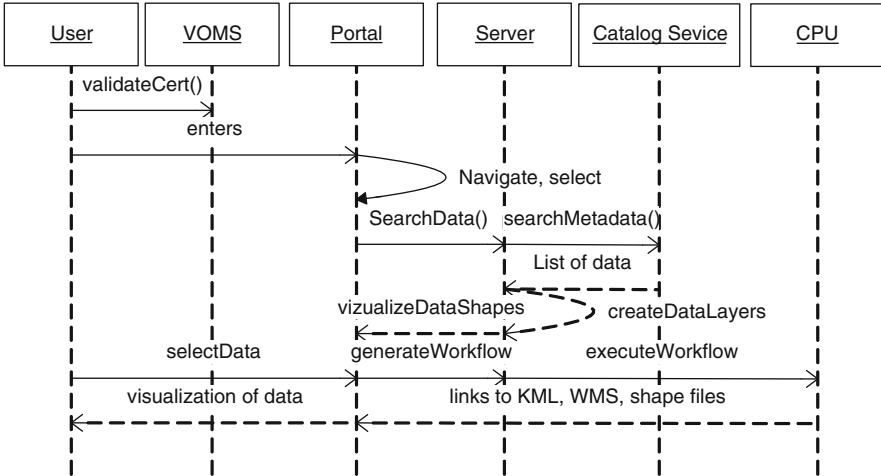 User
VOMS
Portal
Server
Catalog Sevice
CPU
validateCert()
enters
Navigate, select
SearchData()
searchMetadata()
List of data
vizualizeDataShapes
createDataLayers
selectData
generateWorkflow
executeWorkflow
visualization of data
links to KML, WMS, shape files